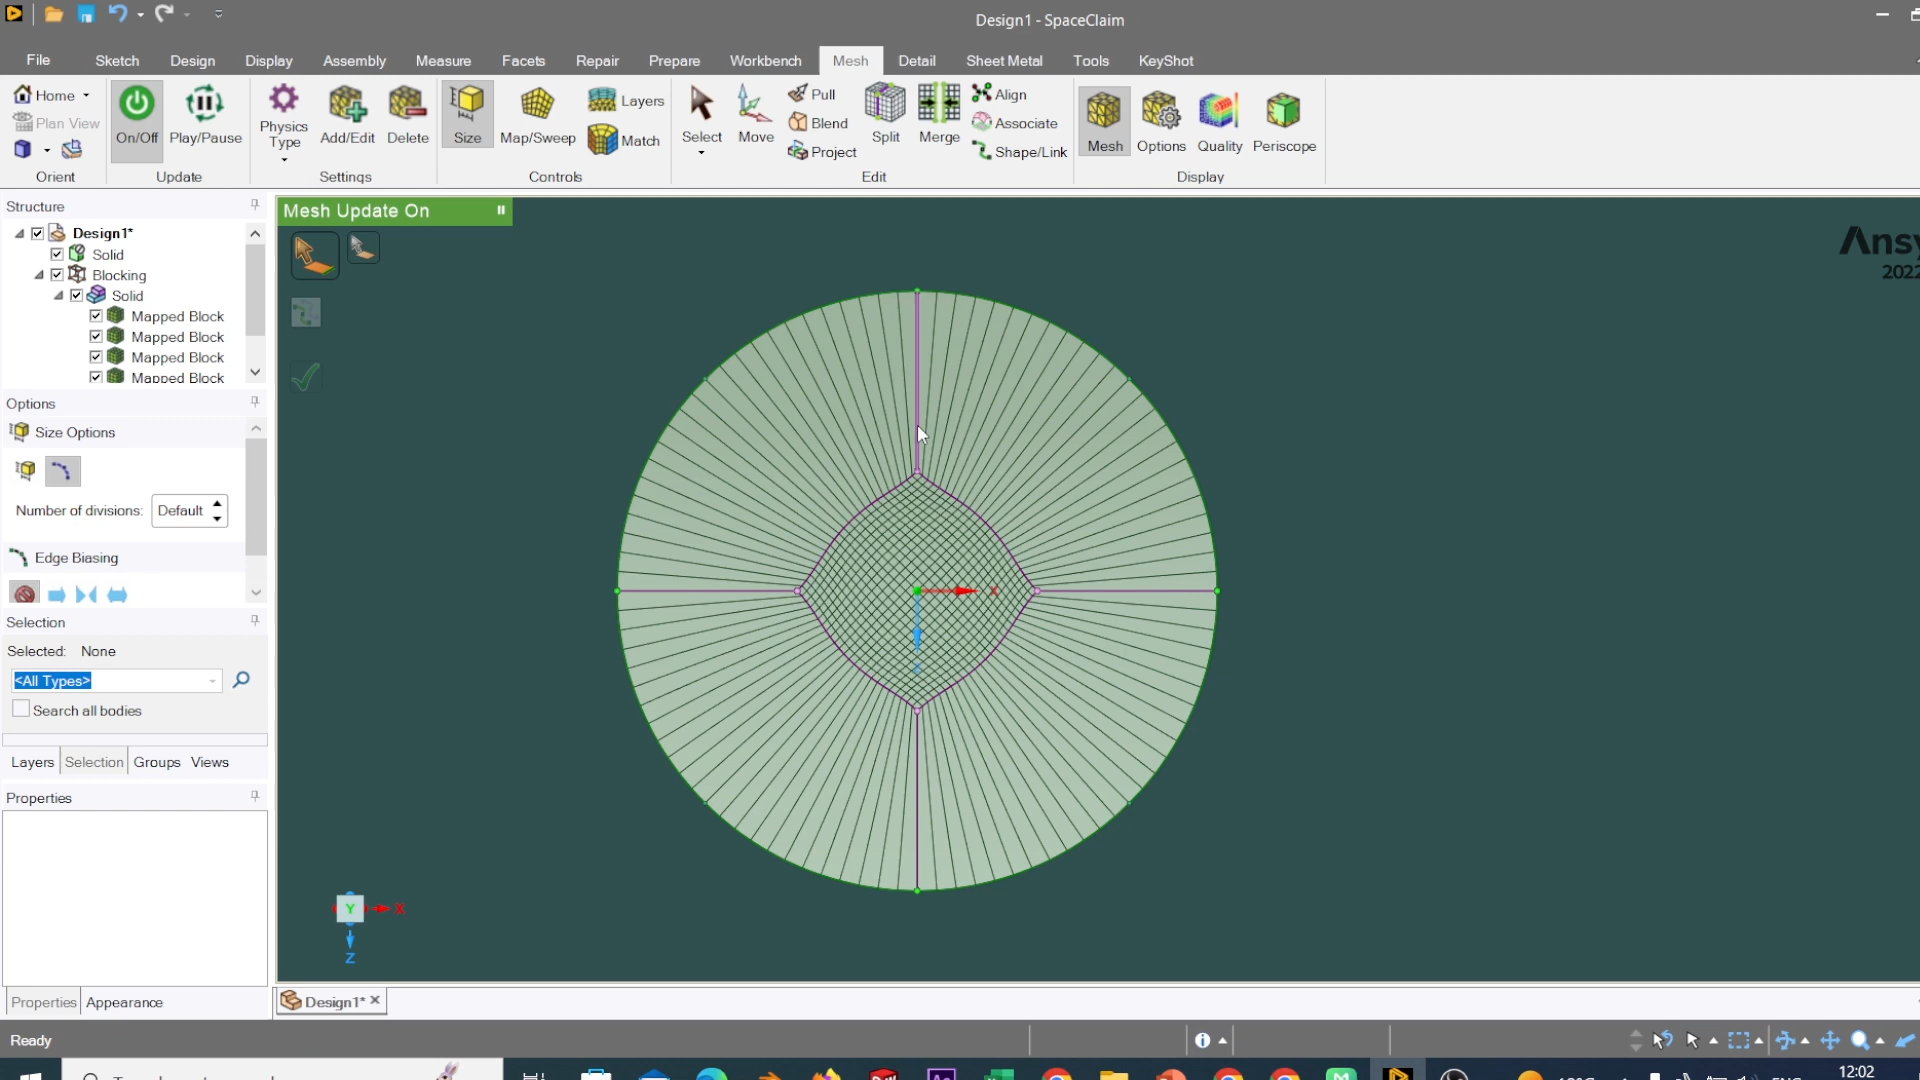 Design1 - SpaceClaim
File Sketch Design Display Assembly Measure Facets Repair Prepare Workbench Mesh Detail Sheet Metal Tools KeyShot
Home
Plan View
Orient
On/Off Play/Pause
Update
Physics Type Add/Edit Delete
Settings
Size Map/Sweep Layers
Match
Controls
Select Move Pull
Blend
Project
Split Merge Align
Associate
Shape/Link
Edit
Mesh Options Quality Periscope
Display
Structure
Design1*
Solid
Blocking
Solid
Mapped Block
Mapped Block
Mapped Block
Mapped Block
Options
Size Options
Number of divisions: Default
Edge Biasing
Selection
Selected: None
<All Types>
Search all bodies
Layers Selection Groups Views
Properties
Properties Appearance
Mesh Update On
Ansy
2022
X
Y X
Z
Design1*
Ready
12:02